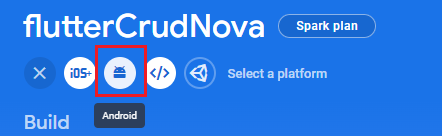 flutterCrudNova Spark plan
iOS+ </> Select a platform
Android
Build